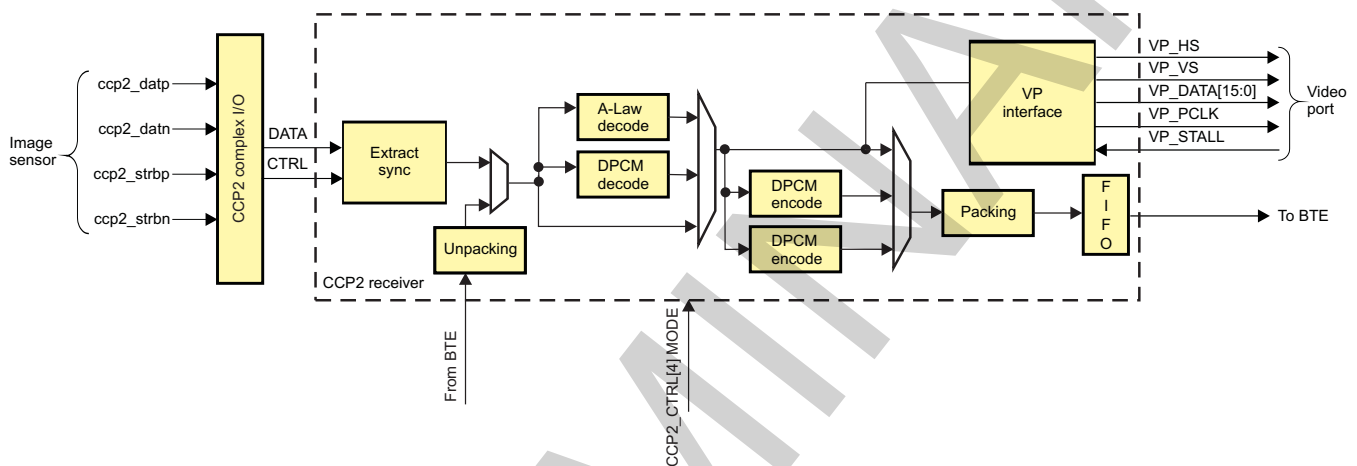 Image
sensor
ccp2_datp
ccp2_datn
ccp2_strbp
ccp2_strbn
CCP2 complex I/O
DATA
CTRL
Extract
sync
Unpacking
CCP2 receiver
From BTE
A-Law
decode
DPCM
decode
CCP2_CTRL[4] MODE
DPCM
encode
DPCM
encode
VP
interface
VP_HS
VP_VS
VP_DATA[15:0]
VP_PCLK
VP_STALL
Video
port
Packing
F
I
F
O
To BTE